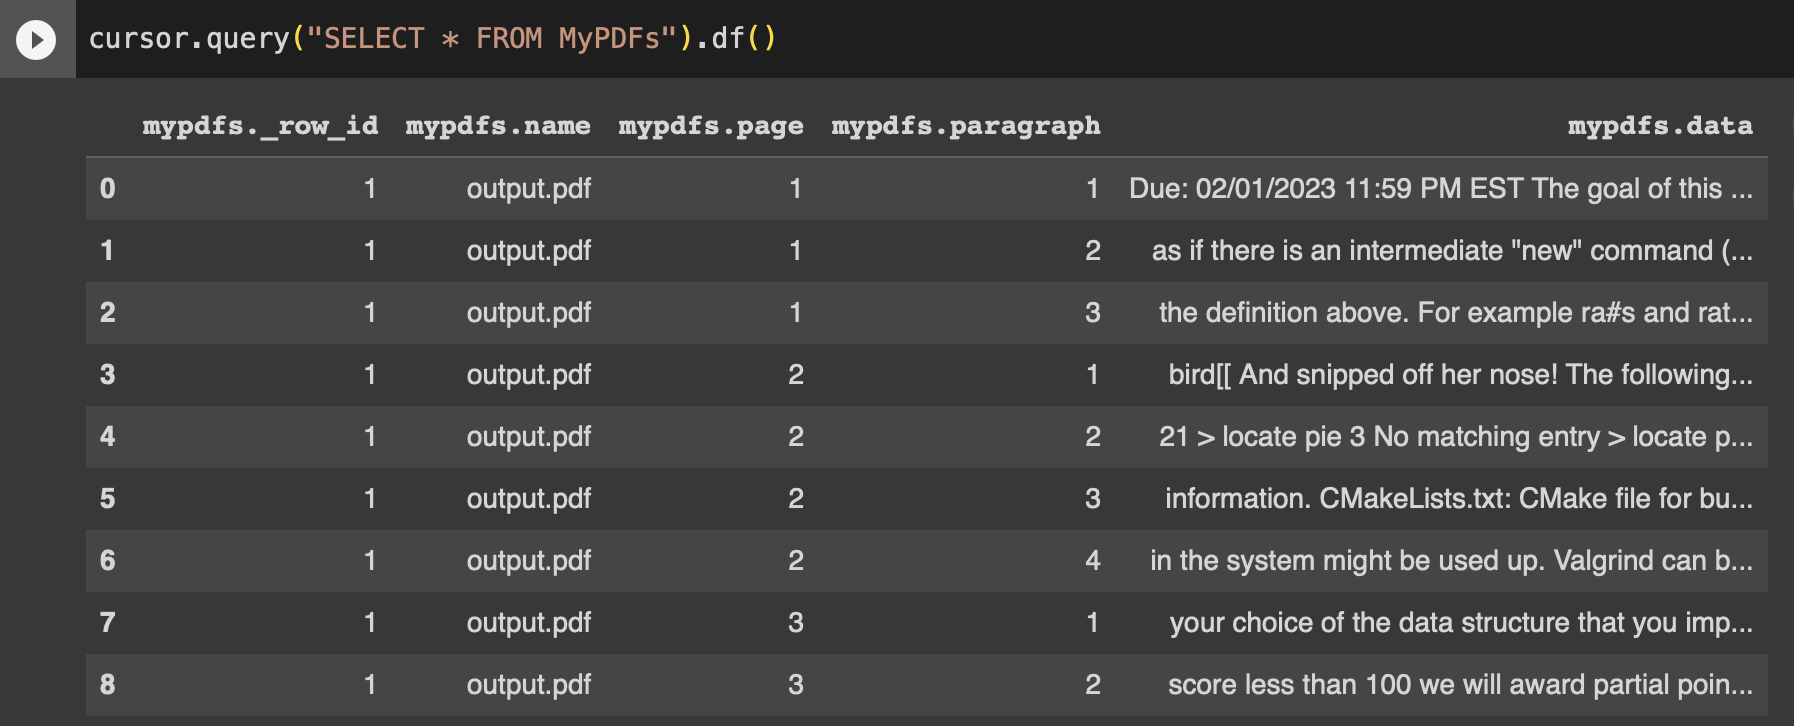 cursor.query("SELECT * FROM MyPDFs").df()
mypdfs._row_id mypdfs.name mypdfs.page mypdfs.paragraph mypdfs.data
0 1 output.pdf 1 1 Due: 02/01/2023 11:59 PM EST The goal of this ...
1 1 output.pdf 1 2 as if there is an intermediate "new" command (...
2 1 output.pdf 1 3 the definition above. For example ra#s and rat...
3 1 output.pdf 2 1 bird[[ And snipped off her nose! The following...
4 1 output.pdf 2 2 21 > locate pie 3 No matching entry > locate p...
5 1 output.pdf 2 3 information. CMakeLists.txt: CMake file for bu...
6 1 output.pdf 2 4 in the system might be used up. Valgrind can b...
7 1 output.pdf 3 1 your choice of the data structure that you imp...
8 1 output.pdf 3 2 score less than 100 we will award partial poin...